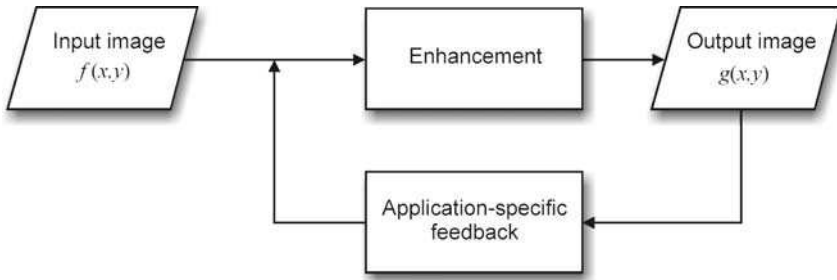 Input image
f(x,y)
Enhancement
Output image
g(x,y)
Application-specific
feedback